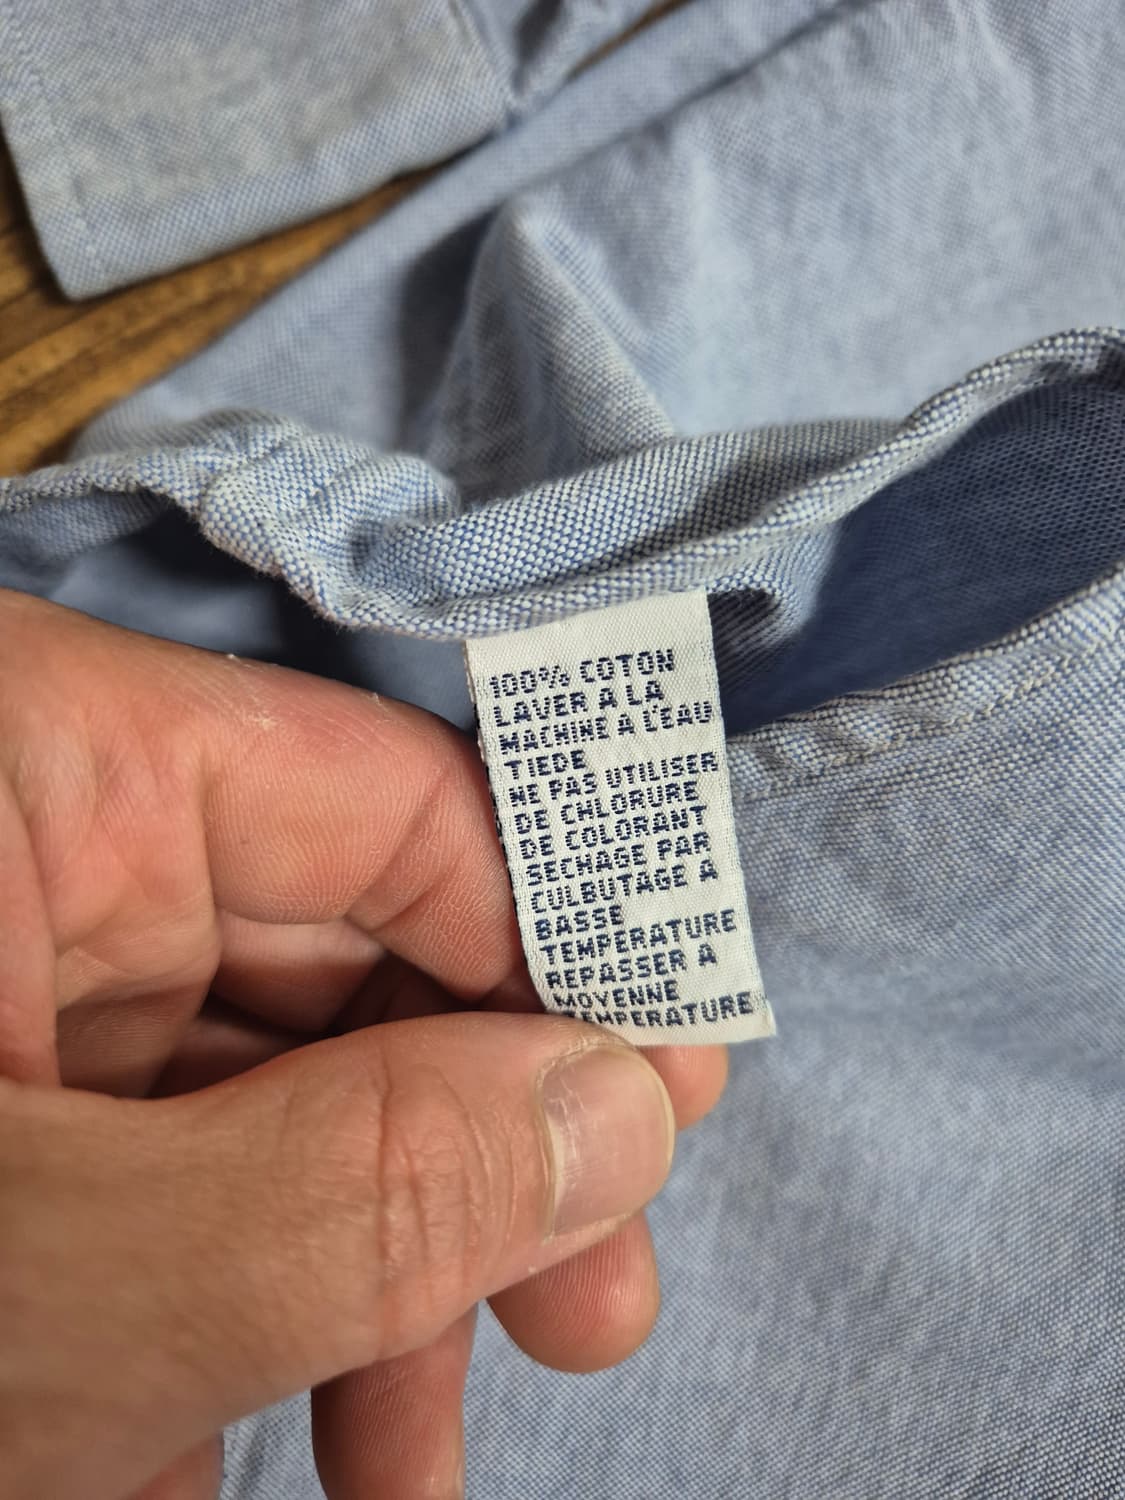 100% COTON
LAVER A LA
MACHINE A L'EAU
TIEDE
NE PAS UTILISER
DE CHLORURE
DE COLORANT
SECHAGE PAR
CULBUTAGE A
BASSE
TEMPERATURE
REPASSER A
MOYENNE
TEMPERATURE